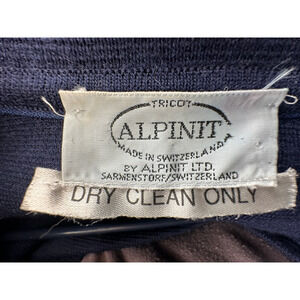 TRICOT
ALPINIT
MADE IN SWITZERLAND
BY ALPINIT LTD.
SARMENSTORF/SWITZERLAND
DRY CLEAN ONLY